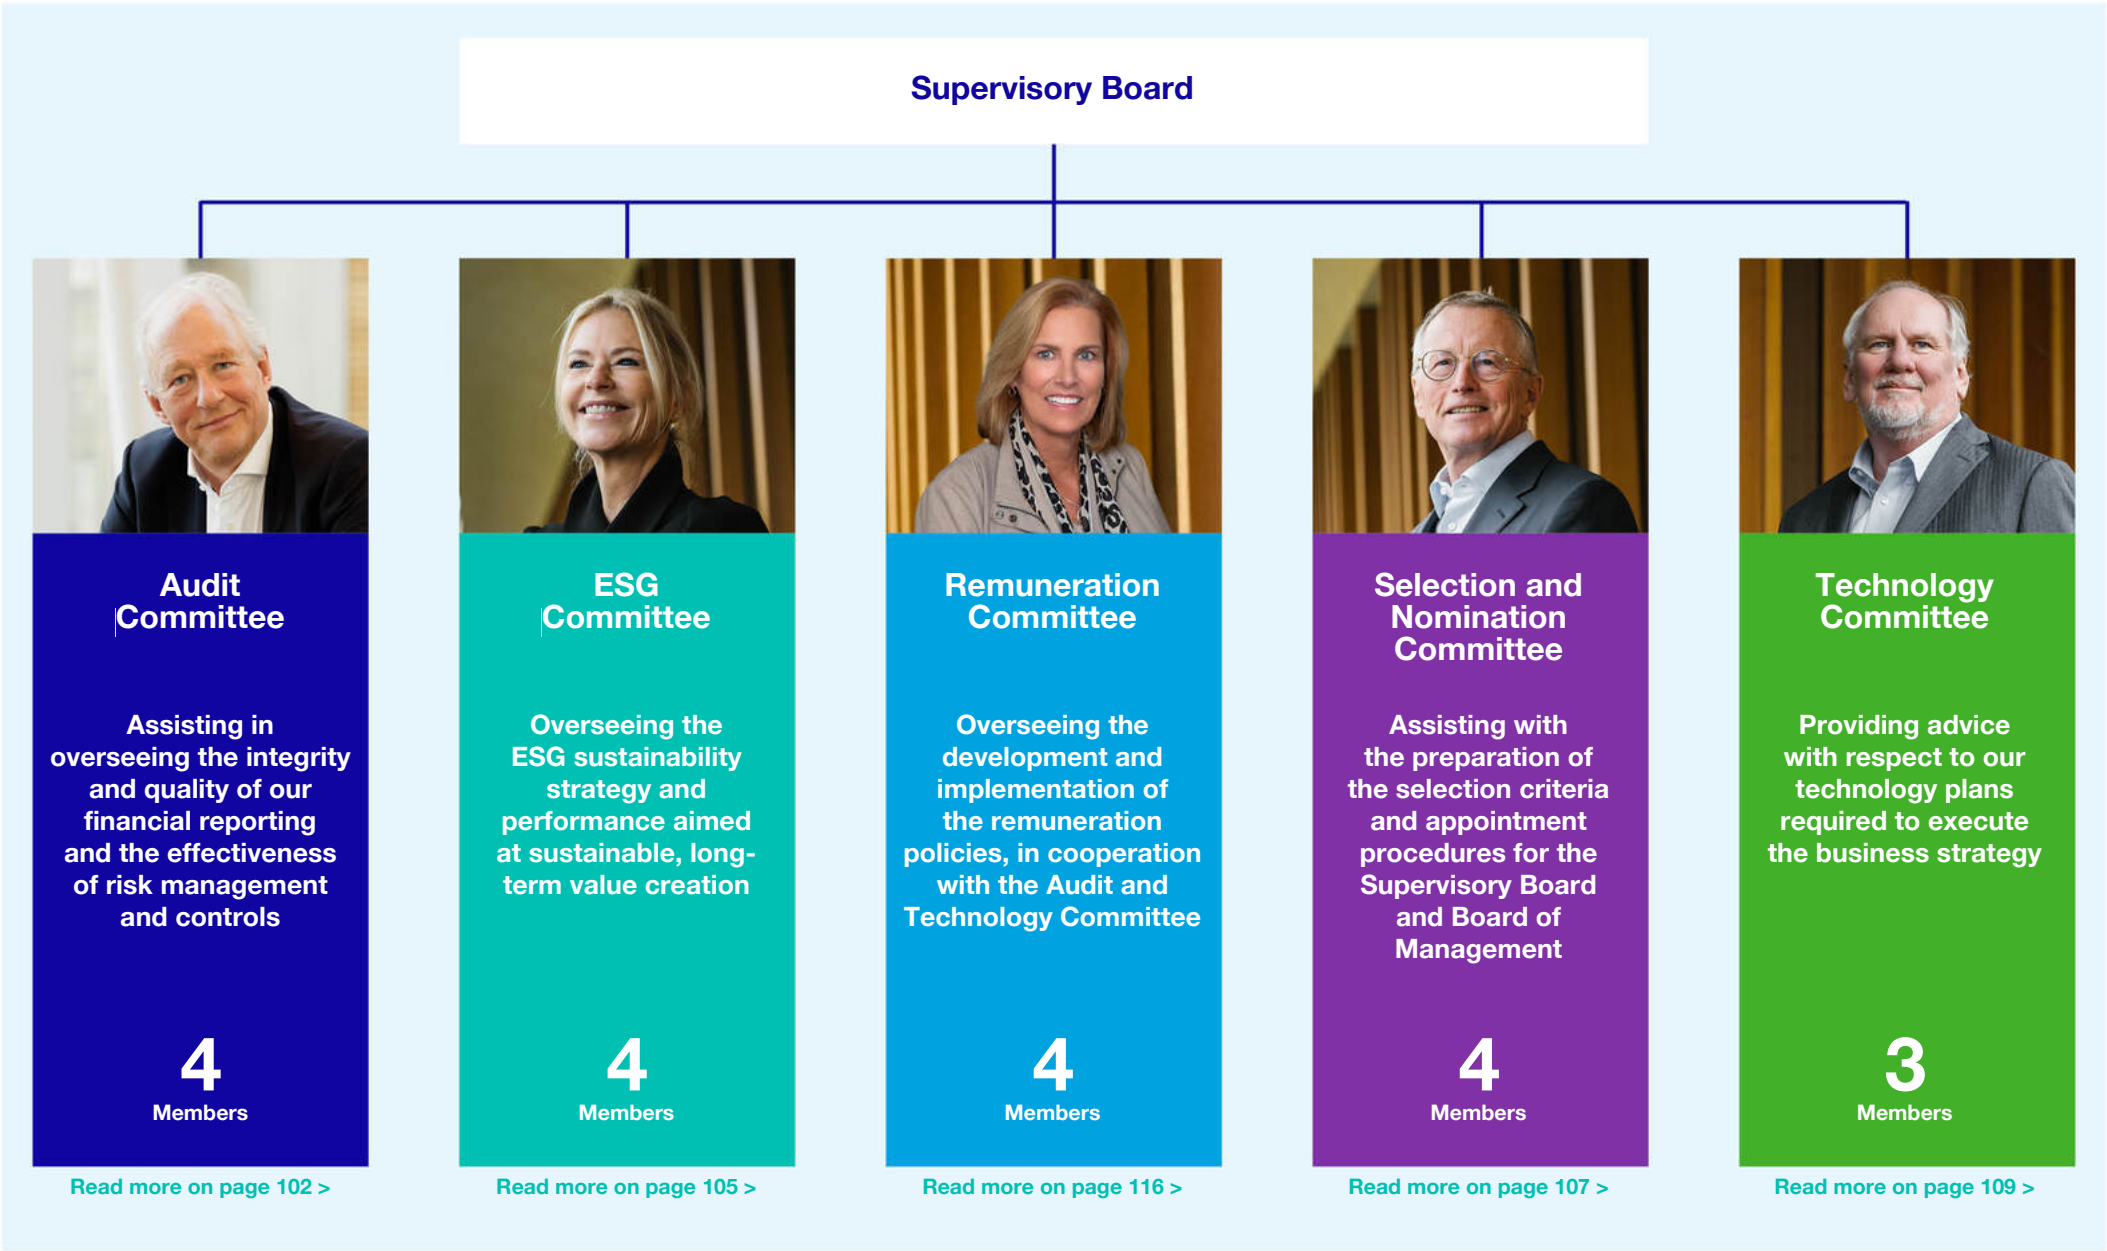 Supervisory Board
Audit
Committee
Assisting in
overseeing the integrity
and quality of our
financial reporting
and the effectiveness
of risk management
and controls
4
Members
Read more on page 102 >
ESG
Committee
Overseeing the
ESG sustainability
strategy and
performance aimed
at sustainable, long-
term value creation
4
Members
Read more on page 105 >
Remuneration
Committee
Overseeing the
development and
implementation of
the remuneration
policies, in cooperation
with the Audit and
Technology Committee
4
Members
Read more on page 116 >
Selection and
Nomination
Committee
Assisting with
the preparation of
the selection criteria
and appointment
procedures for the
Supervisory Board
and Board of
Management
4
Members
Read more on page 107 >
Technology
Committee
Providing advice
with respect to our
technology plans
required to execute
the business strategy
3
Members
Read more on page 109 >